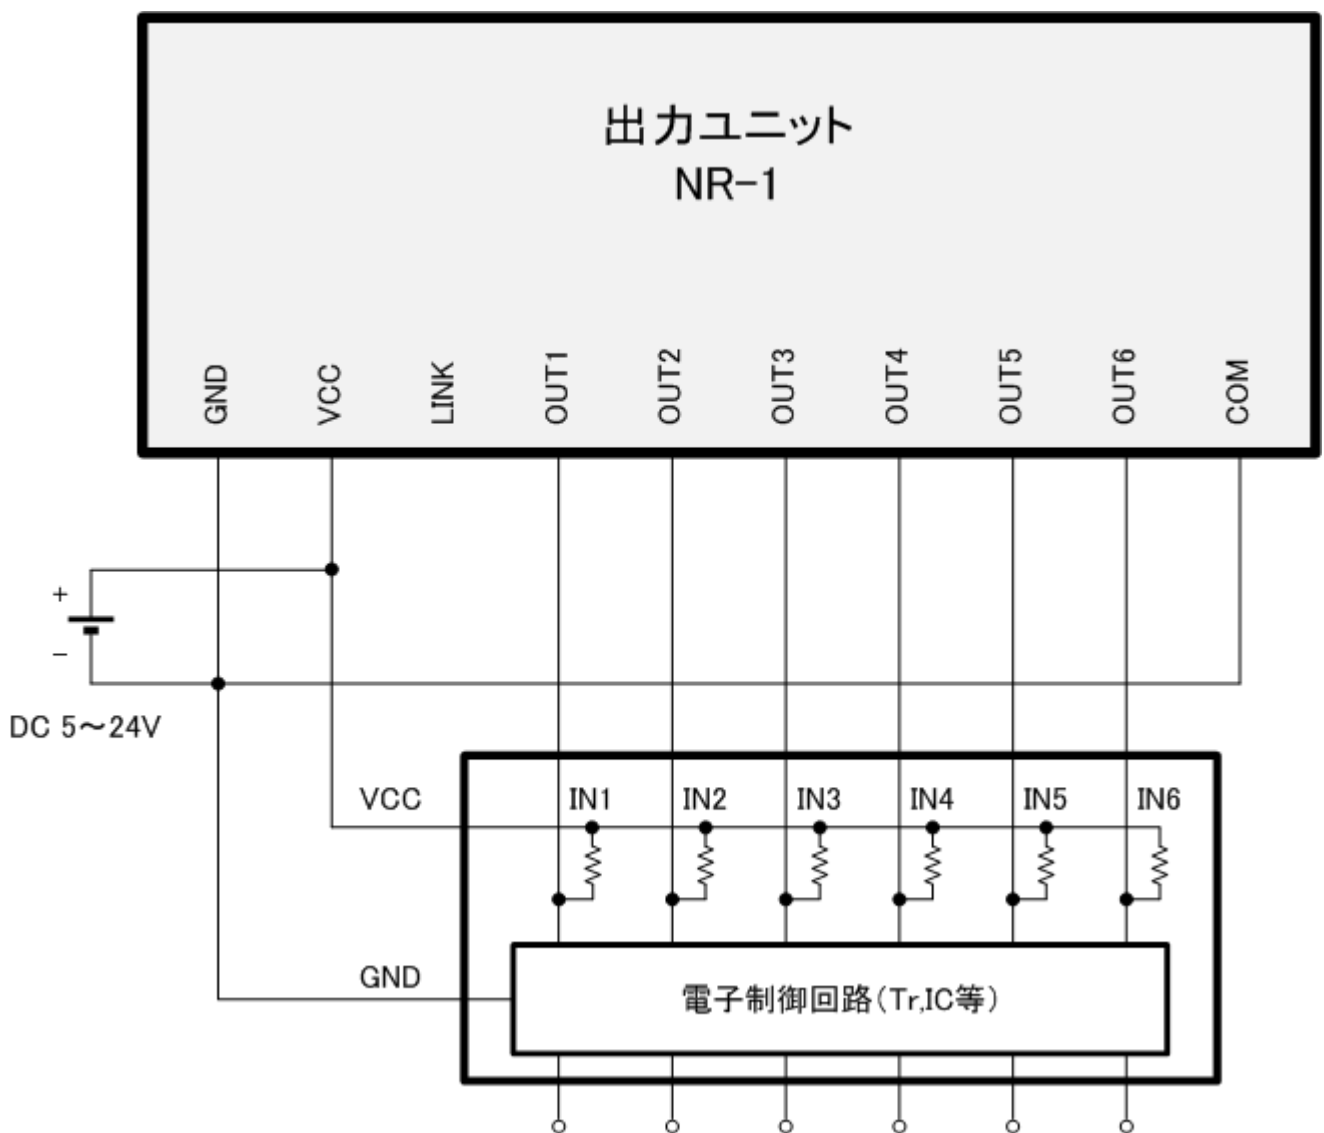 出力ユニット
NR-1
GND
VCC
LINK
OUT1
OUT2
OUT3
OUT4
OUT5
OUT6
COM
+
−
DC 5～24V
VCC
IN1
IN2
IN3
IN4
IN5
IN6
GND
電子制御回路(Tr,IC等)